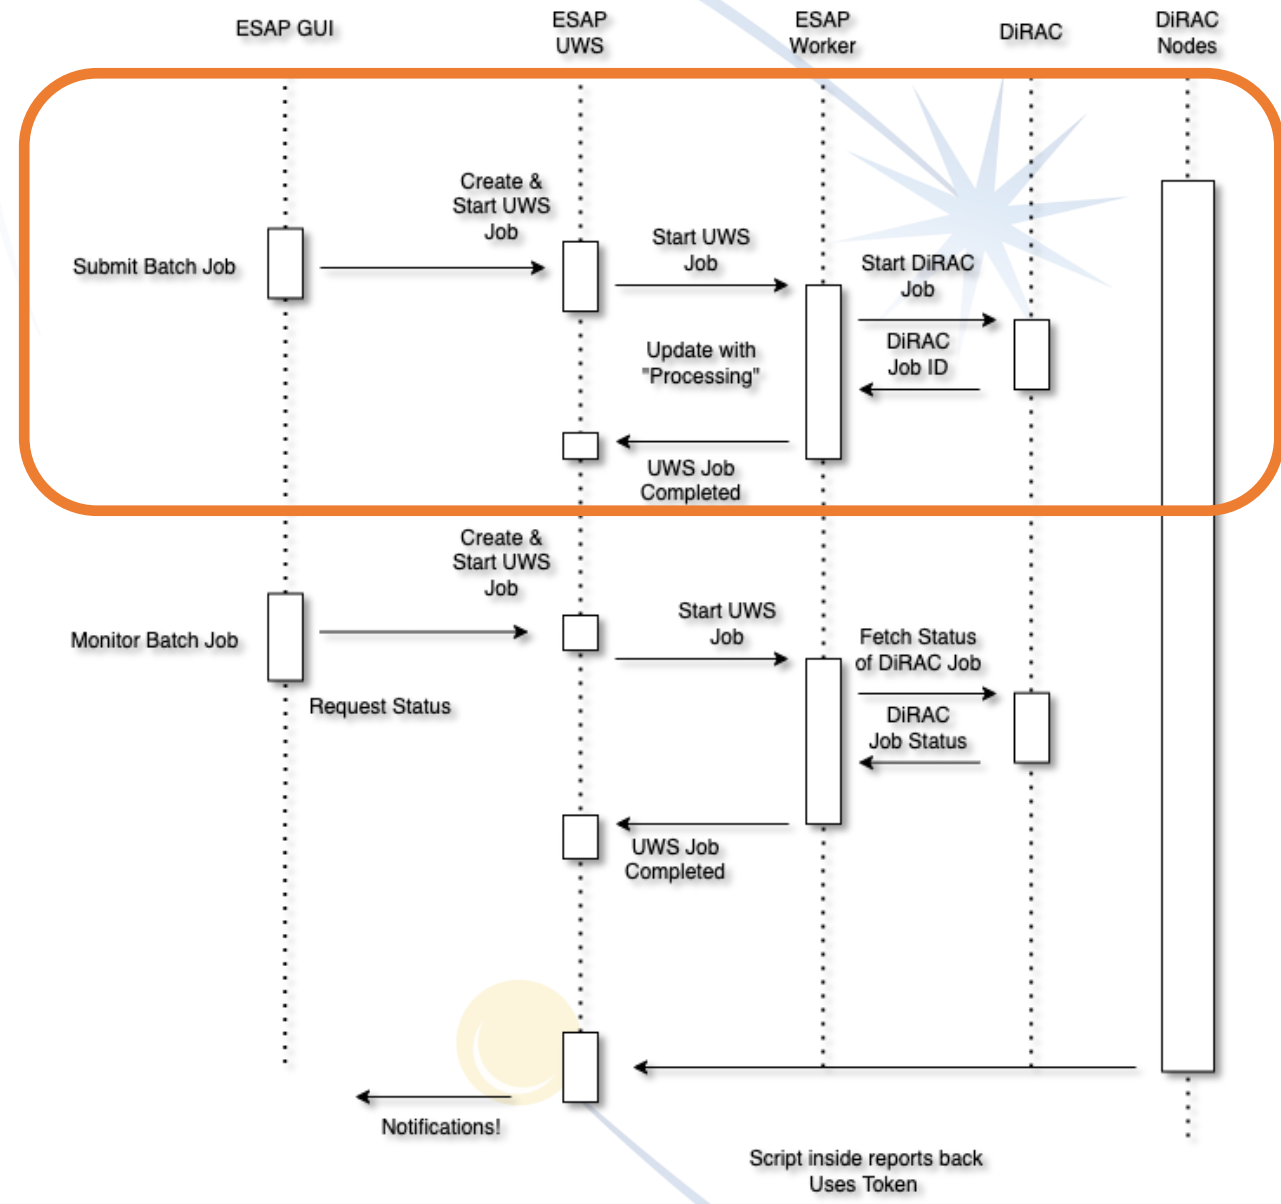 ESAP GUI
ESAP
UWS
ESAP
Worker
DiRAC
DiRAC
Nodes
Create &
Start UWS
Job
Submit Batch Job
Start UWS
Job
Start DiRAC
Job
DiRAC
Job ID
Update with
"Processing"
UWS Job
Completed
Create &
Start UWS
Job
Monitor Batch Job
Start UWS
Job
Fetch Status
of DiRAC Job
Request Status
DiRAC
Job Status
UWS Job
Completed
Notifications!
Script inside reports back
Uses Token